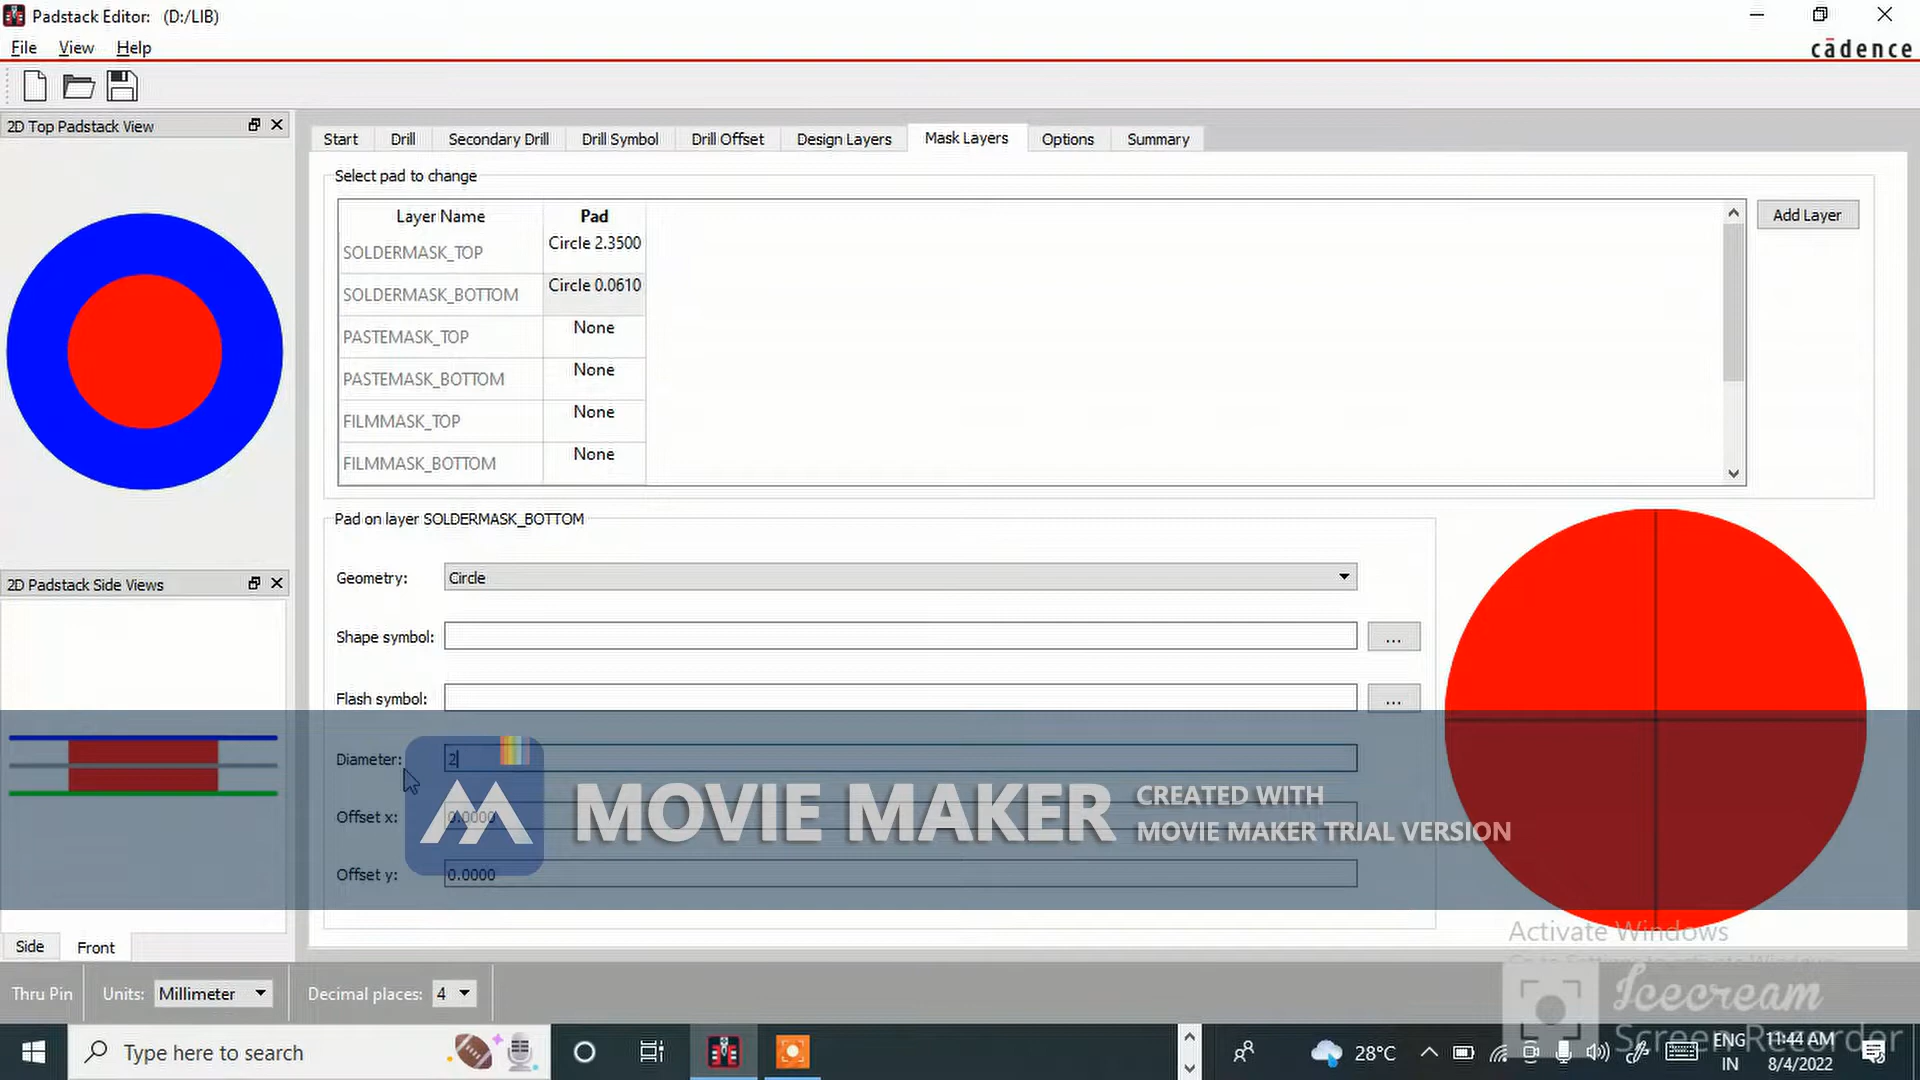 Padstack Editor: (D:/LIB)
File View Help
cādence
2D Top Padstack View
Start Drill Secondary Drill Drill Symbol Drill Offset Design Layers Mask Layers Options Summary
Select pad to change
Layer Name Pad
SOLDERMASK_TOP Circle 2.3500
SOLDERMASK_BOTTOM Circle 0.0610
PASTEMASK_TOP None
PASTEMASK_BOTTOM None
FILMMASK_TOP None
FILMMASK_BOTTOM None
Add Layer
Pad on layer SOLDERMASK_BOTTOM
Geometry: Circle
Shape symbol: ...
Flash symbol: ...
Diameter: 2
Offset x: 0.0000
Offset y: 0.0000
2D Padstack Side Views
Side Front
MOVIE MAKER
CREATED WITH
MOVIE MAKER TRIAL VERSION
Activate Windows
Icecream
Screen Recorder
Thru Pin Units: Millimeter Decimal places: 4
Type here to search
28°C
ENG
IN
11:44 AM
8/4/2022